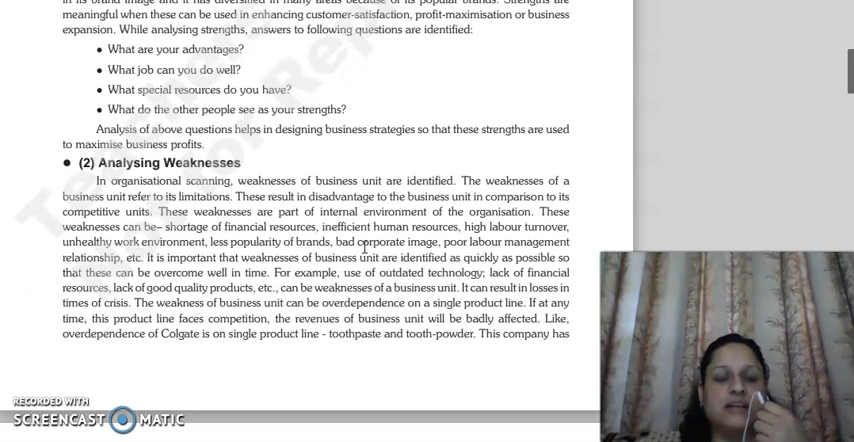 in its brand image and it has diversified in many areas because of its popular brands. Strengths are
meaningful when these can be used in enhancing customer-satisfaction, profit-maximisation or business
expansion. While analysing strengths, answers to following questions are identified:
• What are your advantages?
• What job can you do well?
• What special resources do you have?
• What do the other people see as your strengths?
Analysis of above questions helps in designing business strategies so that these strengths are used
to maximise business profits.
• (2) Analysing Weaknesses
In organisational scanning, weaknesses of business unit are identified. The weaknesses of a
business unit refer to its limitations. These result in disadvantage to the business unit in comparison to its
competitive units. These weaknesses are part of internal environment of the organisation. These
weaknesses can be– shortage of financial resources, inefficient human resources, high labour turnover,
unhealthy work environment, less popularity of brands, bad corporate image, poor labour management
relationship, etc. It is important that weaknesses of business unit are identified as quickly as possible so
that these can be overcome well in time. For example, use of outdated technology; lack of financial
resources, lack of good quality products, etc., can be weaknesses of a business unit. It can result in losses in
times of crisis. The weakness of business unit can be overdependence on a single product line. If at any
time, this product line faces competition, the revenues of business unit will be badly affected. Like,
overdependence of Colgate is on single product line - toothpaste and tooth-powder. This company has
RECORDED WITH
SCREENCAST MATIC